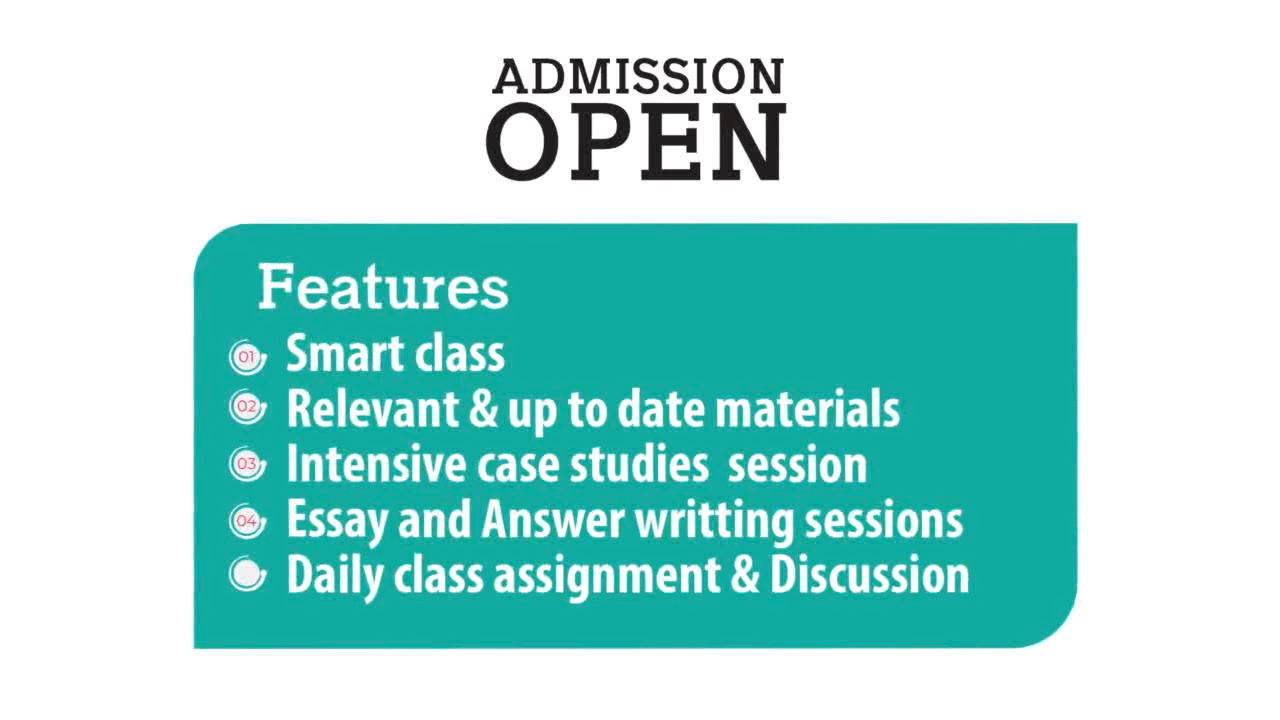 ADMISSION
OPEN
Features
01 Smart class
02 Relevant & up to date materials
03 Intensive case studies session
04 Essay and Answer writting sessions
Daily class assignment & Discussion